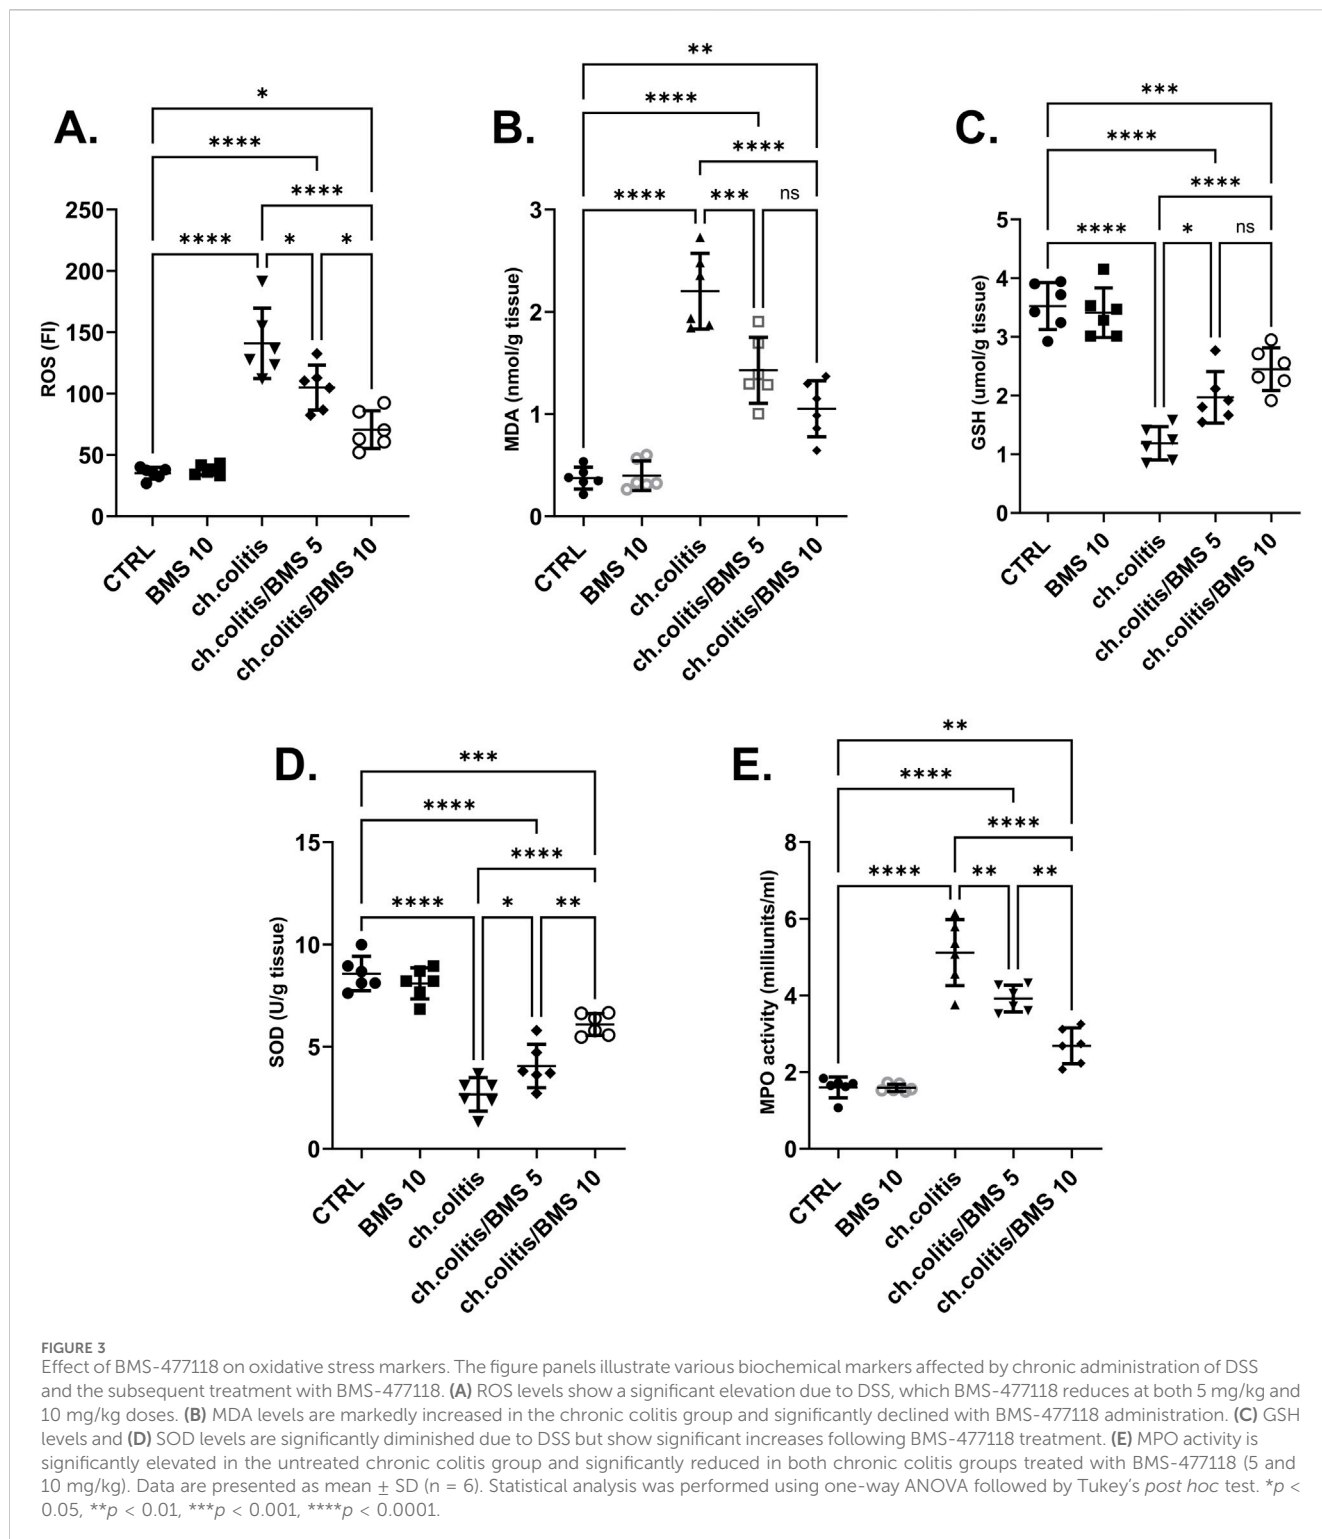 A.
*
****
****
****
*
*
250
200
150
100
50
0
ROS (FI)
CTRL
BMS 10
ch.colitis
ch.colitis/BMS 5
ch.colitis/BMS 10
B.
**
****
****
****
***
ns
3
2
1
0
MDA (nmol/g tissue)
CTRL
BMS 10
ch.colitis
ch.colitis/BMS 5
ch.colitis/BMS 10
C.
***
****
****
****
*
ns
5
4
3
2
1
0
GSH (umol/g tissue)
CTRL
BMS 10
ch.colitis
ch.colitis/BMS 5
ch.colitis/BMS 10
D.
***
****
****
****
*
**
15
10
5
0
SOD (U/g tissue)
CTRL
BMS 10
ch.colitis
ch.colitis/BMS 5
ch.colitis/BMS 10
E.
**
****
****
****
**
**
8
6
4
2
0
MPO activity (milliunits/ml)
CTRL
BMS 10
ch.colitis
ch.colitis/BMS 5
ch.colitis/BMS 10
FIGURE 3
Effect of BMS-477118 on oxidative stress markers. The figure panels illustrate various biochemical markers affected by chronic administration of DSS
and the subsequent treatment with BMS-477118. (A) ROS levels show a significant elevation due to DSS, which BMS-477118 reduces at both 5 mg/kg and
10 mg/kg doses. (B) MDA levels are markedly increased in the chronic colitis group and significantly declined with BMS-477118 administration. (C) GSH
levels and (D) SOD levels are significantly diminished due to DSS but show significant increases following BMS-477118 treatment. (E) MPO activity is
significantly elevated in the untreated chronic colitis group and significantly reduced in both chronic colitis groups treated with BMS-477118 (5 and
10 mg/kg). Data are presented as mean ± SD (n = 6). Statistical analysis was performed using one-way ANOVA followed by Tukey's post hoc test. *p <
0.05, **p < 0.01, ***p < 0.001, ****p < 0.0001.